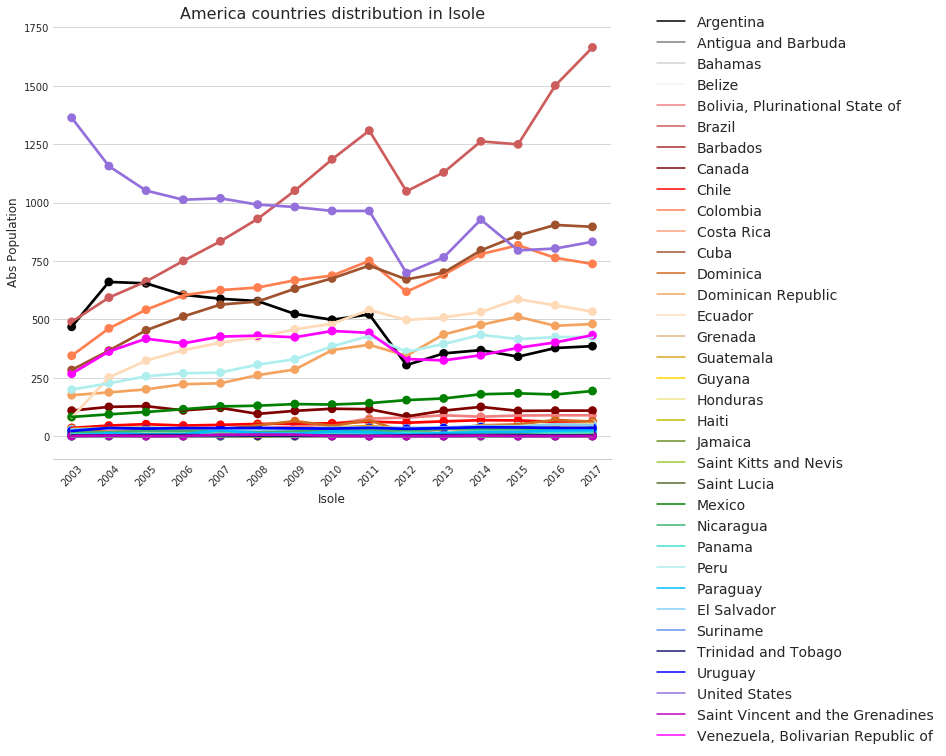 America countries distribution in Isole
1750
1500
1250
1000
750
500
250
0
Abs Population
2003
2004
2005
2006
2007
2008
2009
2010
2011
2012
2013
2014
2015
2016
2017
Isole
Argentina
Antigua and Barbuda
Bahamas
Belize
Bolivia, Plurinational State of
Brazil
Barbados
Canada
Chile
Colombia
Costa Rica
Cuba
Dominica
Dominican Republic
Ecuador
Grenada
Guatemala
Guyana
Honduras
Haiti
Jamaica
Saint Kitts and Nevis
Saint Lucia
Mexico
Nicaragua
Panama
Peru
Paraguay
El Salvador
Suriname
Trinidad and Tobago
Uruguay
United States
Saint Vincent and the Grenadines
Venezuela, Bolivarian Republic of